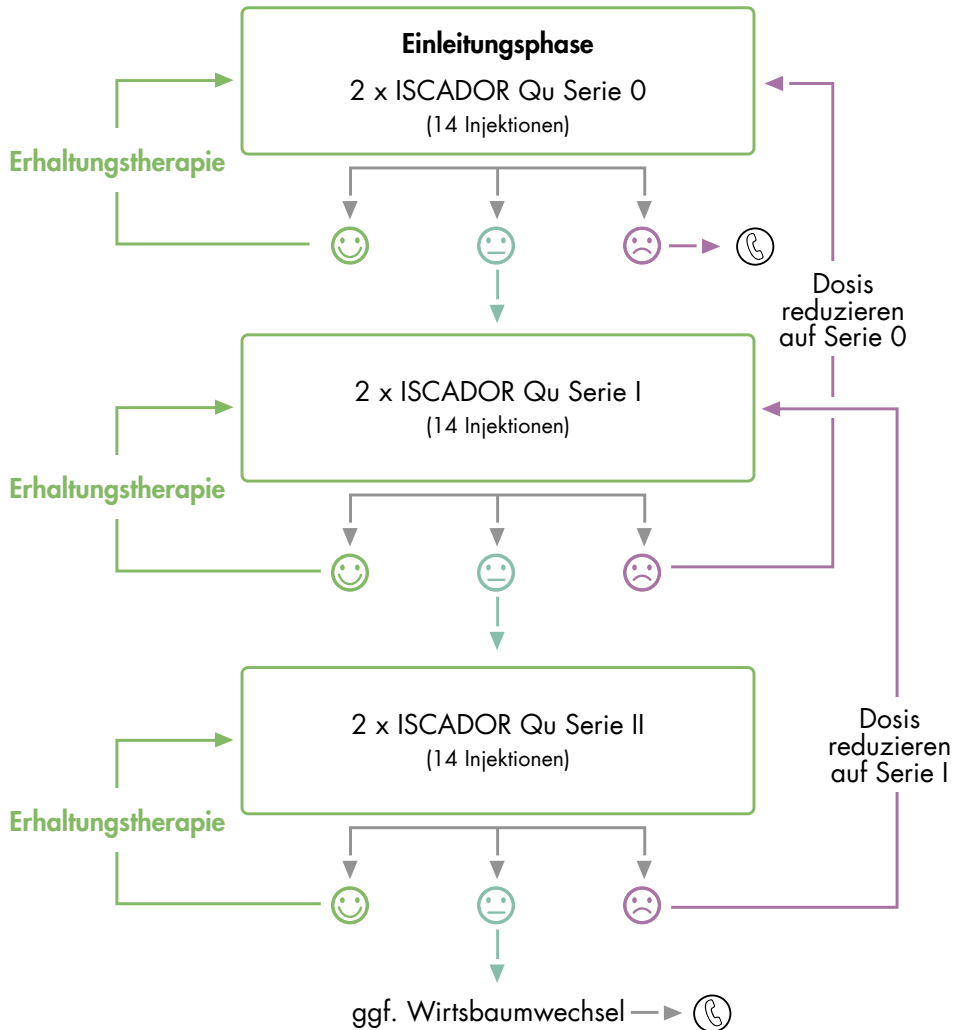 Einleitungsphase
2 x ISCADOR Qu Serie 0
(14 Injektionen)
Erhaltungstherapie
Dosis
reduzieren
auf Serie 0
2 x ISCADOR Qu Serie I
(14 Injektionen)
Erhaltungstherapie
2 x ISCADOR Qu Serie II
(14 Injektionen)
Dosis
reduzieren
auf Serie I
Erhaltungstherapie
ggf. Wirtsbaumwechsel